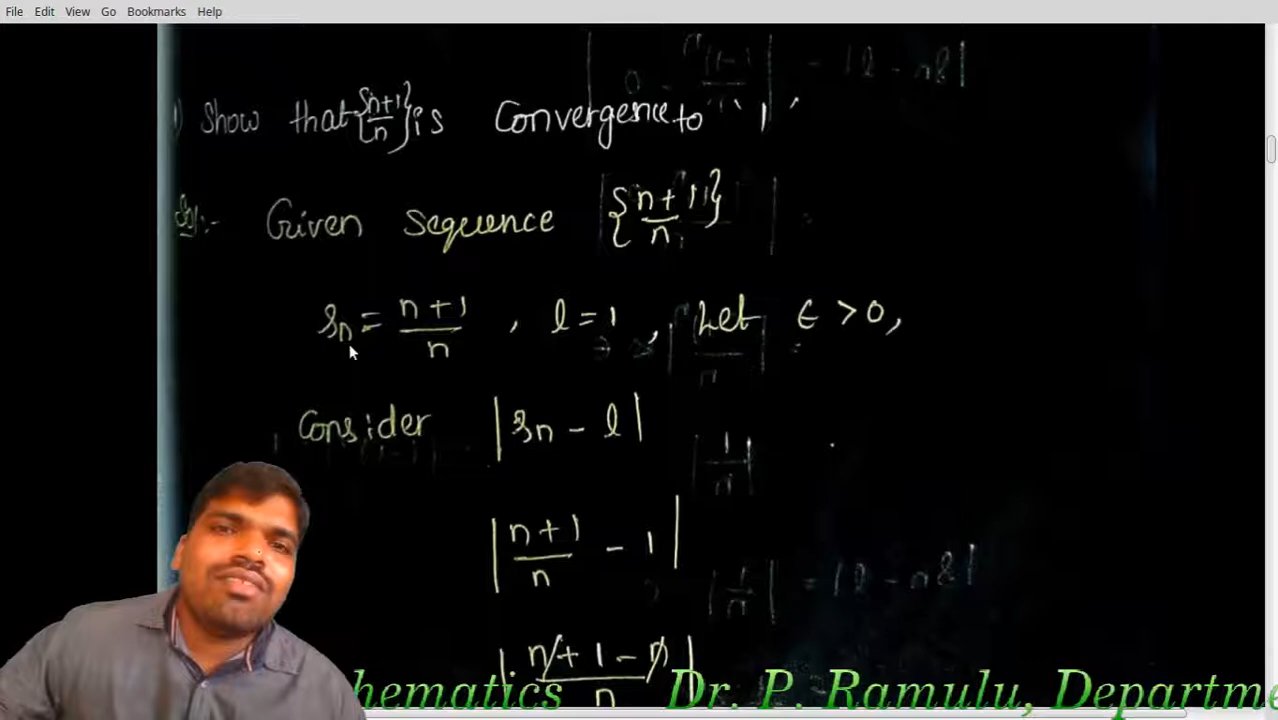 File Edit View Go Bookmarks Help
1) Show that {n+1/n} is Convergence to 1,
Sol:- Given Sequence {n+1/n}
Sn = n+1/n , l = 1 , Let ϵ > 0,
Consider |Sn - l|
|n+1/n - 1|
|n+1-n/n|
hematics Dr. P. Ramulu, Departme